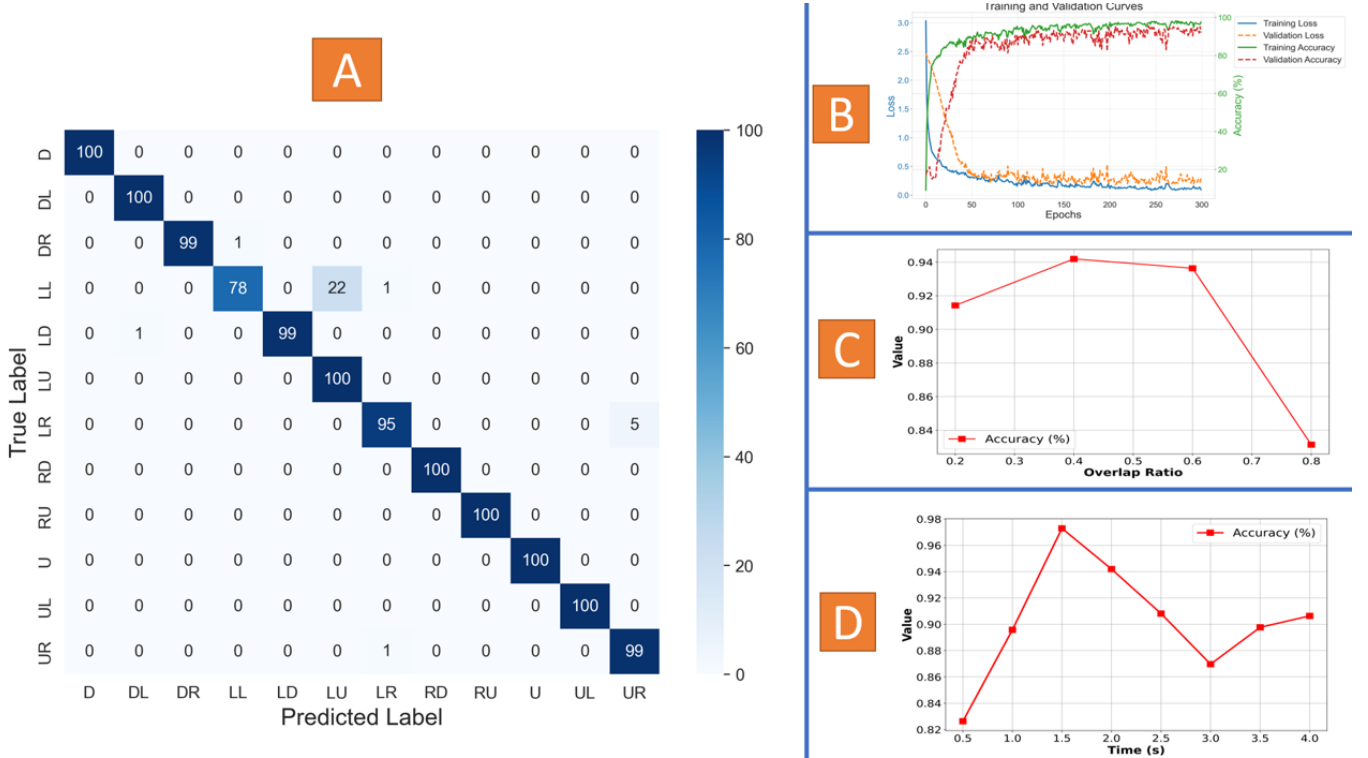 A
True Label
D 100 0 0 0 0 0 0 0 0 0 0 0
DL 0 100 0 0 0 0 0 0 0 0 0 0
DR 0 0 99 1 0 0 0 0 0 0 0 0
LL 0 0 0 78 0 22 1 0 0 0 0 0
LD 0 1 0 0 99 0 0 0 0 0 0 0
LU 0 0 0 0 0 100 0 0 0 0 0 0
LR 0 0 0 0 0 0 95 0 0 0 0 5
RD 0 0 0 0 0 0 0 100 0 0 0 0
RU 0 0 0 0 0 0 0 0 100 0 0 0
U 0 0 0 0 0 0 0 0 0 100 0 0
UL 0 0 0 0 0 0 0 0 0 0 100 0
UR 0 0 0 0 0 0 1 0 0 0 0 99
D DL DR LL LD LU LR RD RU U UL UR
Predicted Label
100
80
60
40
20
0
B
Training and Validation Curves
Loss
3.0
2.5
2.0
1.5
1.0
0.5
0.0
0 50 100 150 200 250 300
Epochs
100
80
60
40
20
Accuracy (%)
Training Loss
Validation Loss
Training Accuracy
Validation Accuracy
C
Value
0.94
0.92
0.90
0.88
0.86
0.84
Accuracy (%)
0.2 0.3 0.4 0.5 0.6 0.7 0.8
Overlap Ratio
D
Value
0.98
0.96
0.94
0.92
0.90
0.88
0.86
0.84
0.82
Accuracy (%)
0.5 1.0 1.5 2.0 2.5 3.0 3.5 4.0
Time (s)